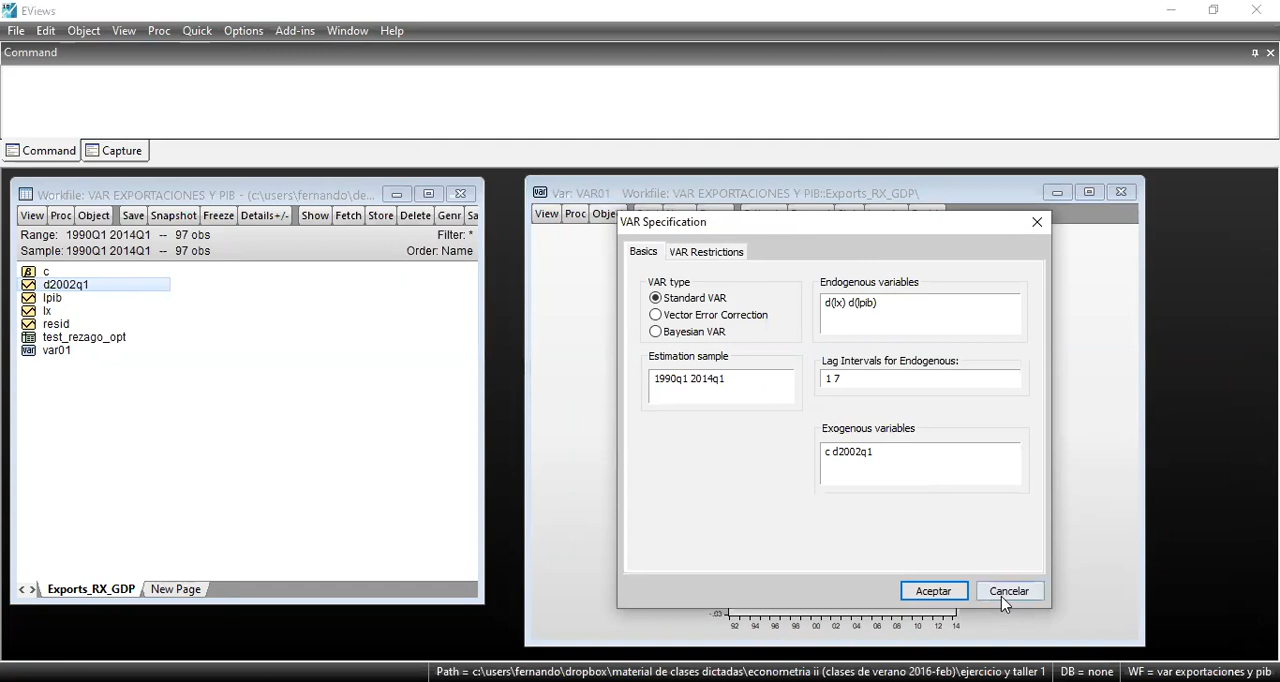 EViews
File Edit Object View Proc Quick Options Add-ins Window Help
Command
Command Capture
Workfile: VAR EXPORTACIONES Y PIB - (c:\users\fernando\de...
View Proc Object Save Snapshot Freeze Details+/- Show Fetch Store Delete Genr Sa
Range: 1990Q1 2014Q1 -- 97 obs Filter: *
Sample: 1990Q1 2014Q1 -- 97 obs Order: Name
c
d2002q1
lpib
lx
resid
test_rezago_opt
var01
Exports_RX_GDP New Page
Var: VAR01 Workfile: VAR EXPORTACIONES Y PIB::Exports_RX_GDP\
View Proc Obje
VAR Specification
Basics VAR Restrictions
VAR type
Standard VAR
Vector Error Correction
Bayesian VAR
Estimation sample
1990q1 2014q1
Endogenous variables
d(lx) d(lpib)
Lag Intervals for Endogenous:
1 7
Exogenous variables
c d2002q1
Aceptar Cancelar
-.03
92 94 96 98 00 02 04 06 08 10 12 14
Path = c:\users\fernando\dropbox\material de clases dictadas\econometria ii (clases de verano 2016-feb)\ejercicio y taller 1 DB = none WF = var exportaciones y pib